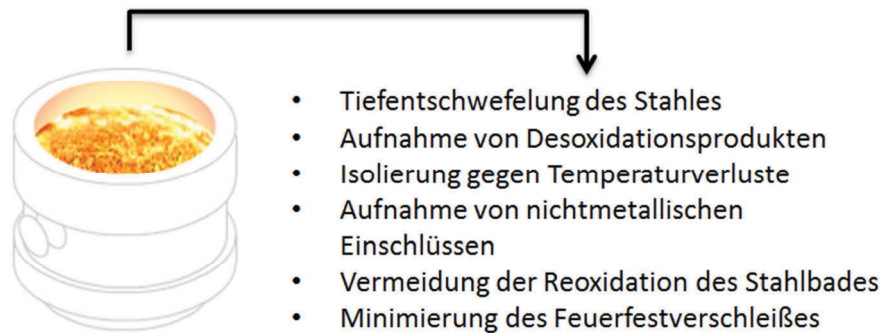 • Tiefentschwefelung des Stahles
• Aufnahme von Desoxidationsprodukten
• Isolierung gegen Temperaturverluste
• Aufnahme von nichtmetallischen
Einschlüssen
• Vermeidung der Reoxidation des Stahlbades
• Minimierung des Feuerfestverschleißes